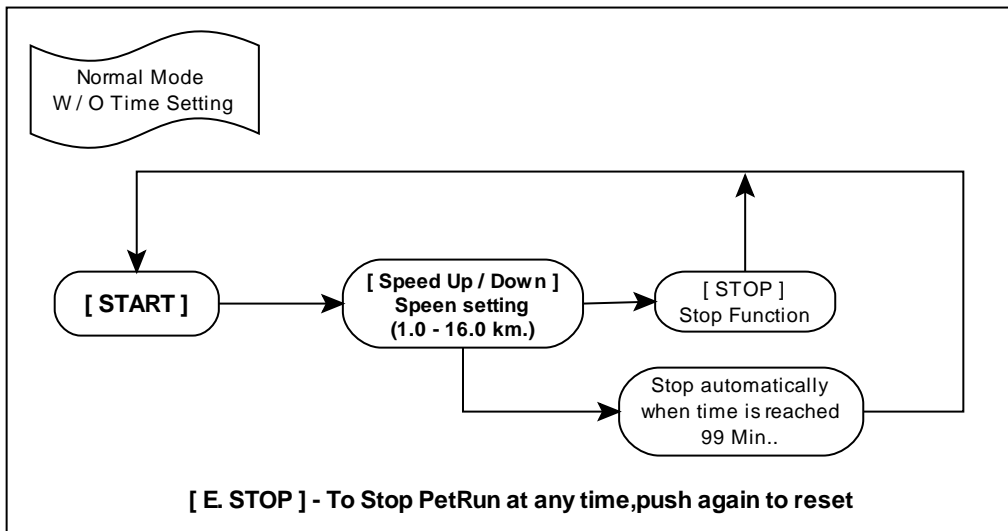 Normal Mode
W / O Time Setting
[ START ]
[ Speed Up / Down ]
Speen setting
(1.0 - 16.0 km.)
[ STOP ]
Stop Function
Stop automatically
when time is reached
99 Min..
[ E. STOP ] - To Stop PetRun at any time,push again to reset